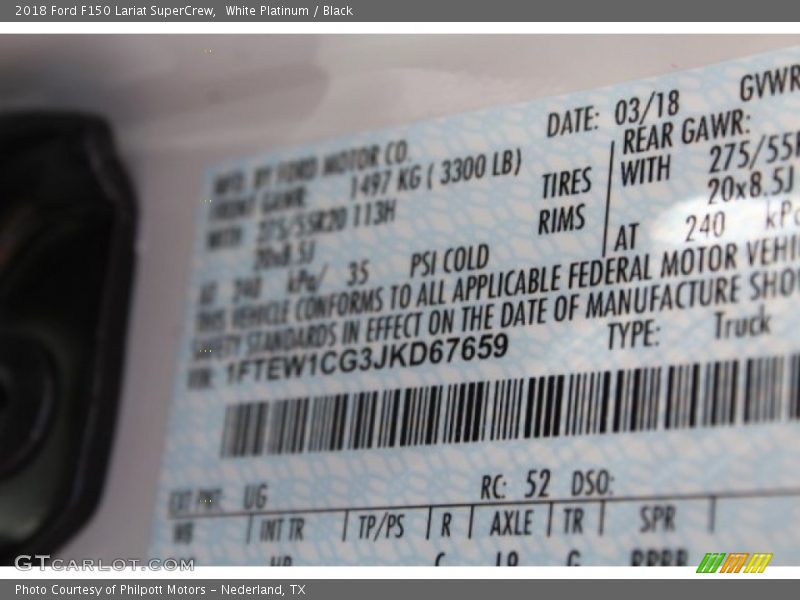 2018 Ford F150 Lariat SuperCrew,  White Platinum / Black
DATE: 03/18 GVWR
MFD. BY FORD MOTOR CO.
FRONT GAWR: 1497 KG ( 3300 LB) TIRES REAR GAWR:
WITH 275/55R20 113H RIMS WITH 275/55R
20x8.5J 20x8.5J
AT 240 kPa/ 35 PSI COLD AT 240 kPa
THIS VEHICLE CONFORMS TO ALL APPLICABLE FEDERAL MOTOR VEHI
SAFETY STANDARDS IN EFFECT ON THE DATE OF MANUFACTURE SHO
VIN: 1FTEW1CG3JKD67659 TYPE: Truck
EXT PNT: UG RC: 52 DSO:
WB INT TR TP/PS R AXLE TR SPR
GTCARLOT.COM
Photo Courtesy of Philpott Motors - Nederland, TX